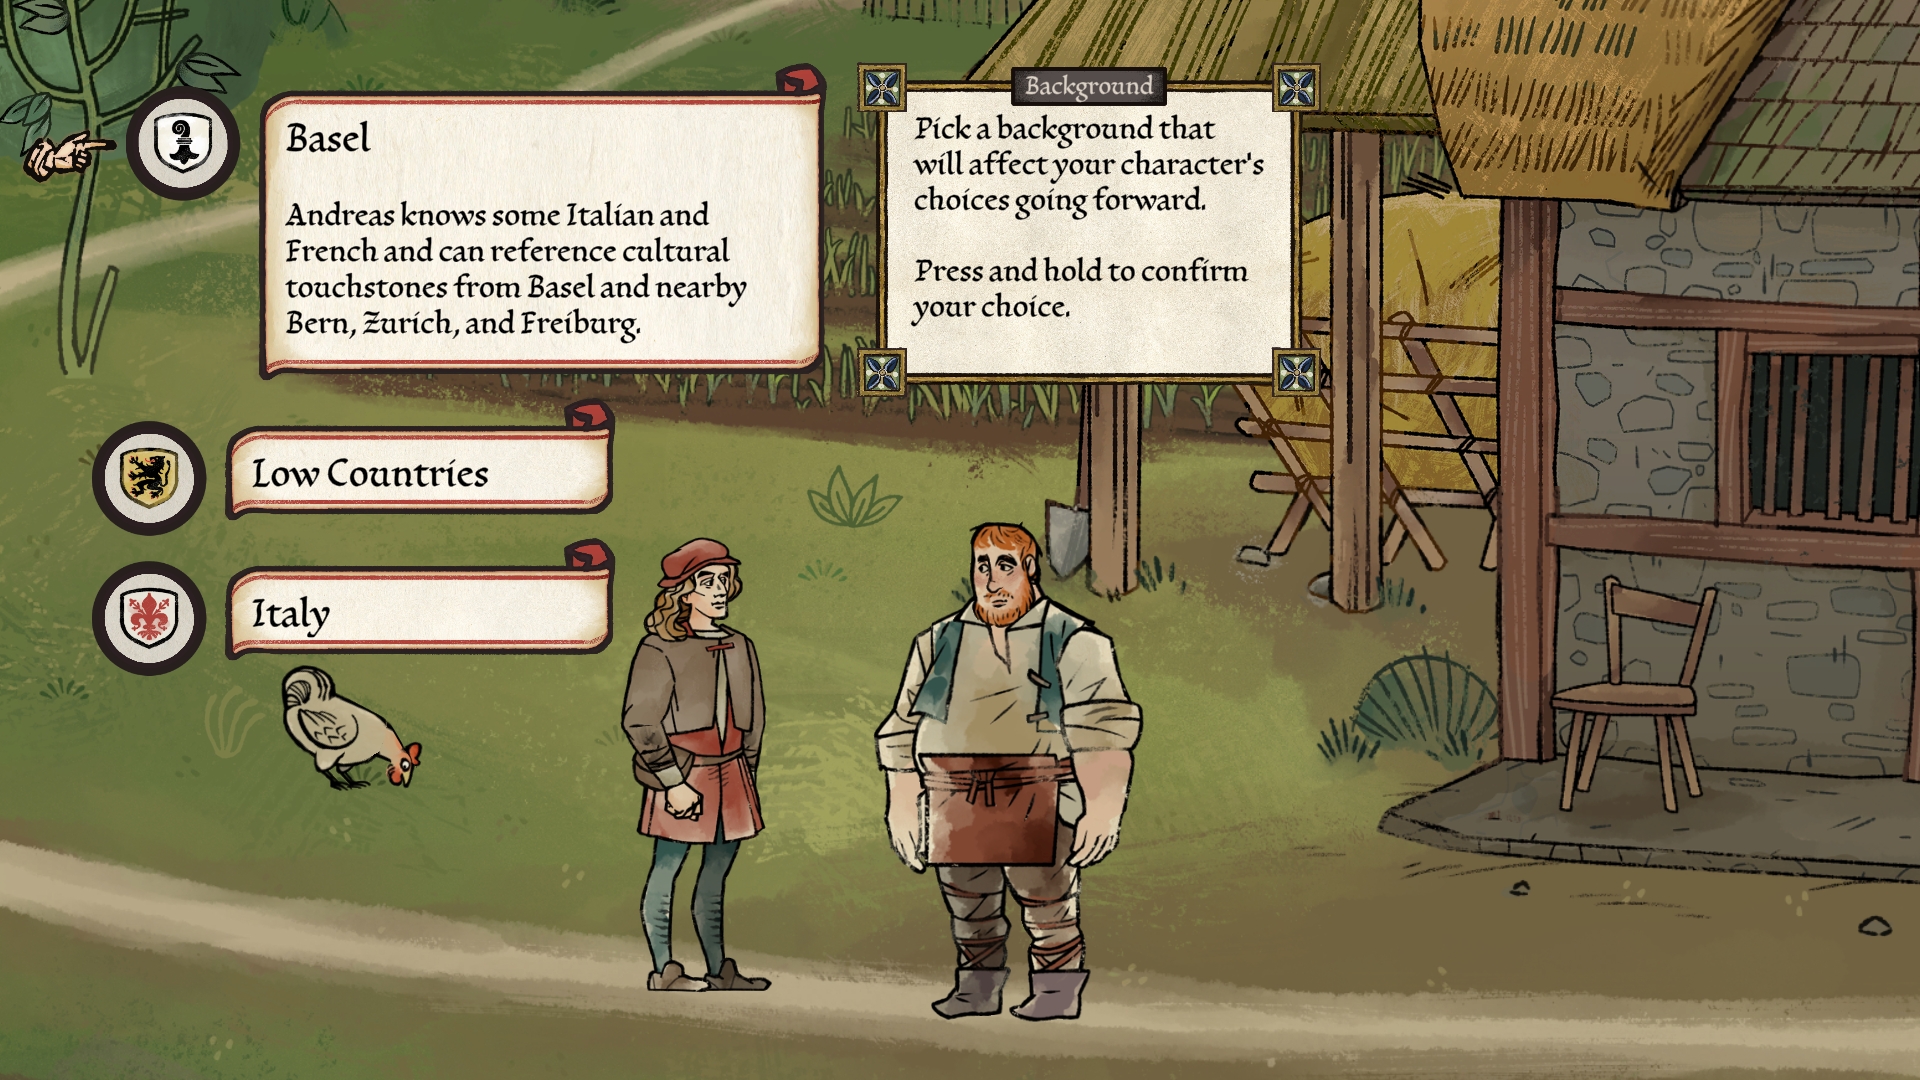 Basel
Andreas knows some Italian and
French and can reference cultural
touchstones from Basel and nearby
Bern, Zurich, and Freiburg.
Background
Pick a background that
will affect your character's
choices going forward.
Press and hold to confirm
your choice.
Low Countries
Italy